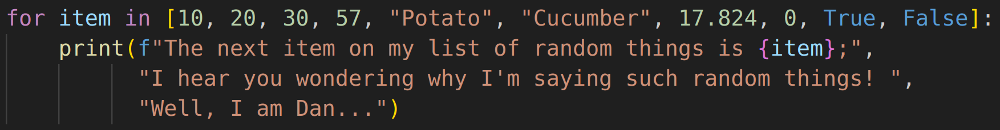 for item in [10, 20, 30, 57, "Potato", "Cucumber", 17.824, 0, True, False]:
    print(f"The next item on my list of random things is {item};",
          "I hear you wondering why I'm saying such random things! ",
          "Well, I am Dan...")